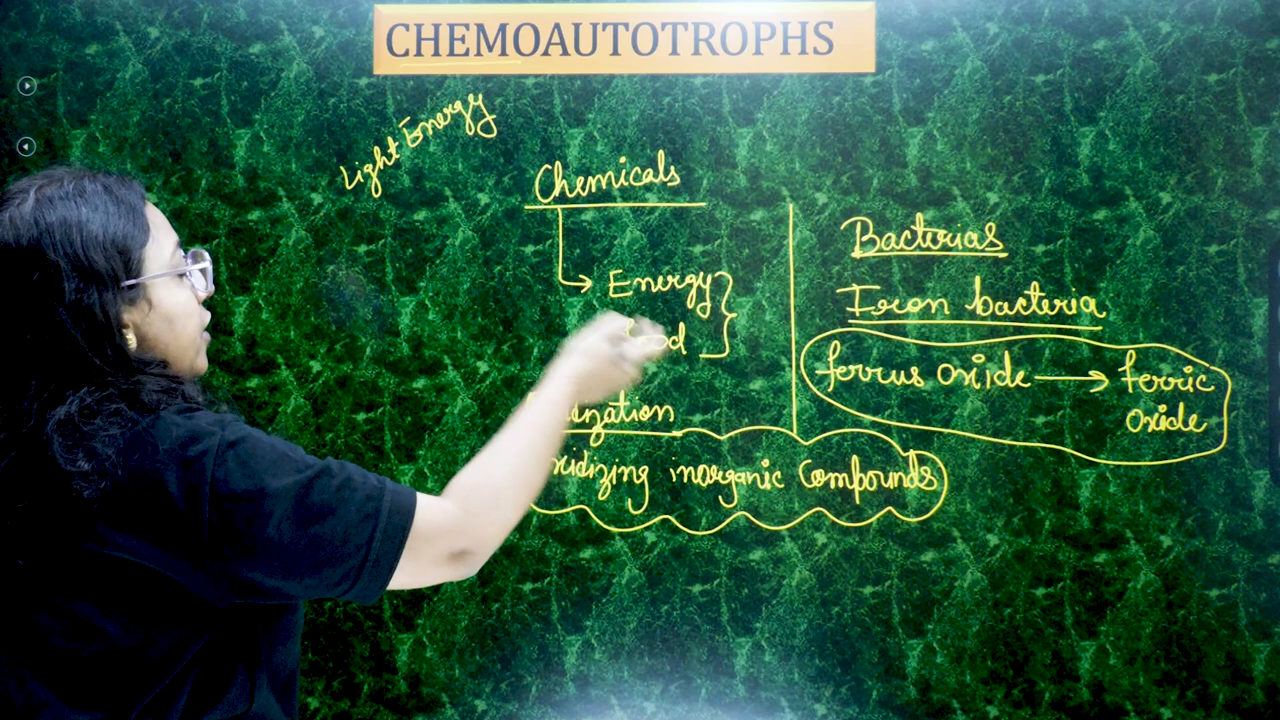 CHEMOAUTOTROPHS
Light Energy
Chemicals
Energy
Bacterias
Iron bacteria
ferrus oxide → ferric
oxide
inorganic Compounds